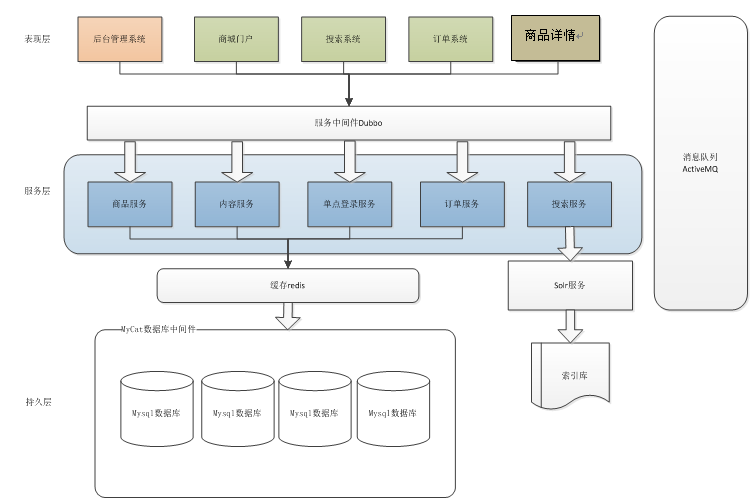 表现层
后台管理系统
商城门户
搜索系统
订单系统
商品详情
服务中间件Dubbo
消息队列
ActiveMQ
服务层
商品服务
内容服务
单点登录服务
订单服务
搜索服务
缓存redis
Solr服务
MyCat数据库中间件
索引库
持久层
Mysql数据库
Mysql数据库
Mysql数据库
Mysql数据库